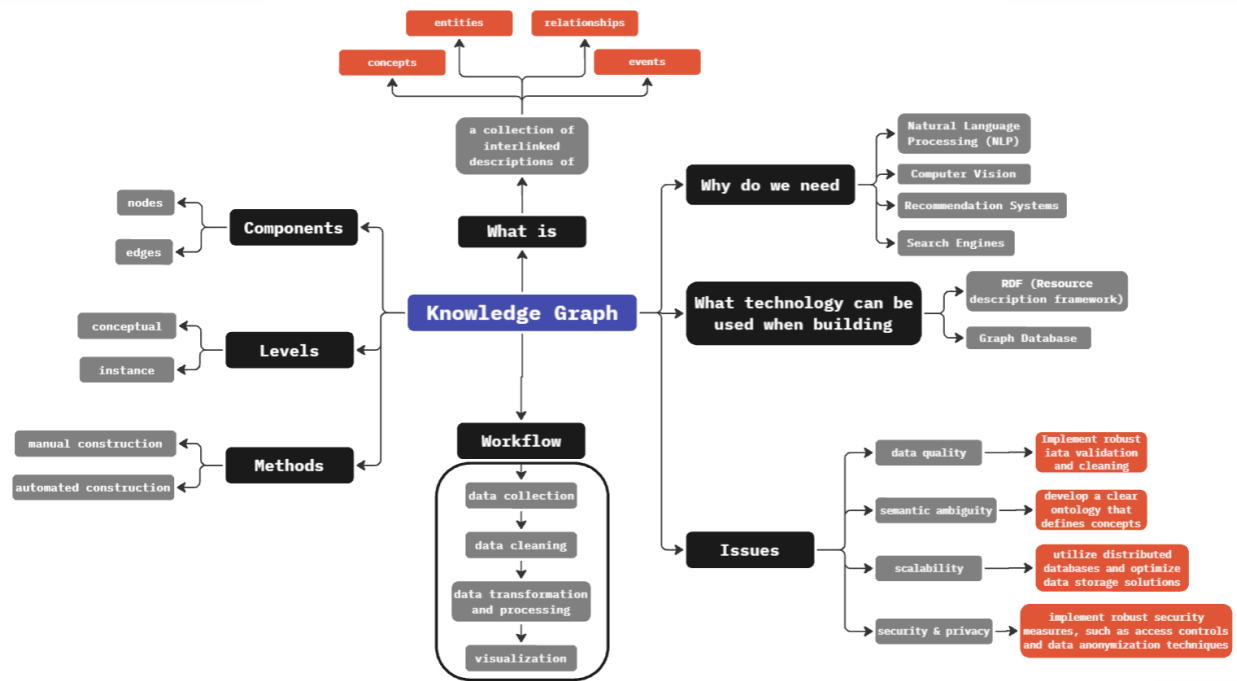 entities
relationships
concepts
events
a collection of
interlinked
descriptions of
What is
Knowledge Graph
Components
nodes
edges
Levels
conceptual
instance
Methods
manual construction
automated construction
Workflow
data collection
data cleaning
data transformation
and processing
visualization
Why do we need
Natural Language
Processing (NLP)
Computer Vision
Recommendation Systems
Search Engines
What technology can be
used when building
RDF (Resource
description framework)
Graph Database
Issues
data quality
Implement robust
iata validation
and cleaning
semantic ambiguity
develop a clear
ontology that
defines concepts
scalability
utilize distributed
databases and optimize
data storage solutions
security & privacy
implement robust security
measures, such as access controls
and data anonymization techniques